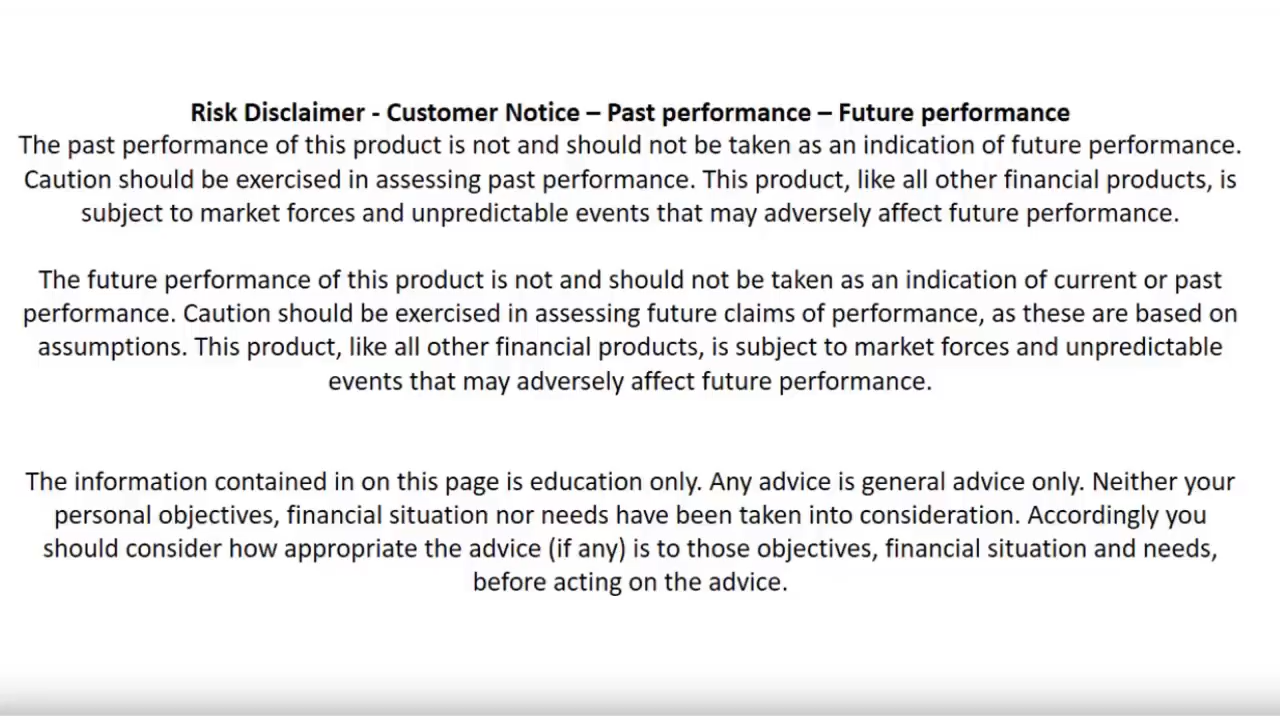 Risk Disclaimer - Customer Notice – Past performance – Future performance
The past performance of this product is not and should not be taken as an indication of future performance.
Caution should be exercised in assessing past performance. This product, like all other financial products, is
subject to market forces and unpredictable events that may adversely affect future performance.
The future performance of this product is not and should not be taken as an indication of current or past
performance. Caution should be exercised in assessing future claims of performance, as these are based on
assumptions. This product, like all other financial products, is subject to market forces and unpredictable
events that may adversely affect future performance.
The information contained in on this page is education only. Any advice is general advice only. Neither your
personal objectives, financial situation nor needs have been taken into consideration. Accordingly you
should consider how appropriate the advice (if any) is to those objectives, financial situation and needs,
before acting on the advice.